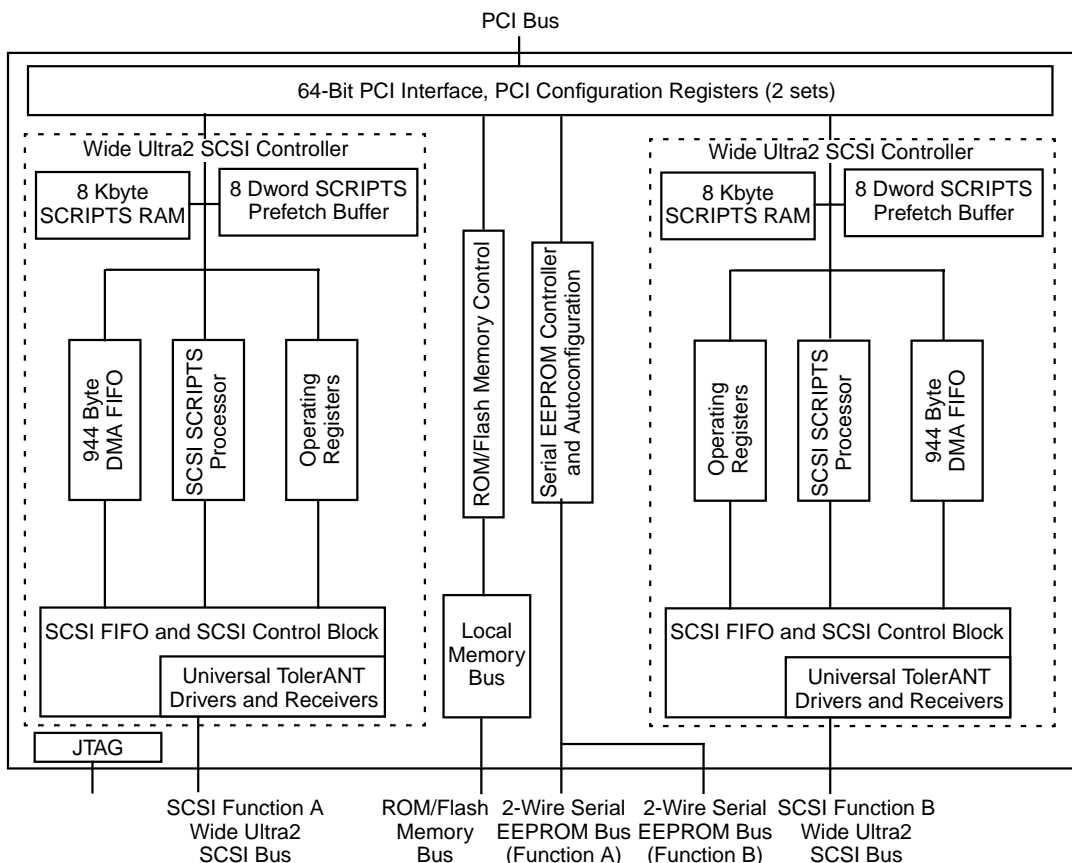 PCI Bus
64-Bit PCI Interface, PCI Configuration Registers (2 sets)
Wide Ultra2 SCSI Controller
8 Kbyte
SCRIPTS RAM
8 Dword SCRIPTS
Prefetch Buffer
944 Byte
DMA FIFO
SCSI SCRIPTS
Processor
Operating
Registers
SCSI FIFO and SCSI Control Block
Universal TolerANT
Drivers and Receivers
JTAG
ROM/Flash Memory Control
Local
Memory
Bus
Serial EEPROM Controller
and Autoconfiguration
Wide Ultra2 SCSI Controller
8 Kbyte
SCRIPTS RAM
8 Dword SCRIPTS
Prefetch Buffer
Operating
Registers
SCSI SCRIPTS
Processor
944 Byte
DMA FIFO
SCSI FIFO and SCSI Control Block
Universal TolerANT
Drivers and Receivers
SCSI Function A
Wide Ultra2
SCSI Bus
ROM/Flash
Memory
Bus
2-Wire Serial
EEPROM Bus
(Function A)
2-Wire Serial
EEPROM Bus
(Function B)
SCSI Function B
Wide Ultra2
SCSI Bus